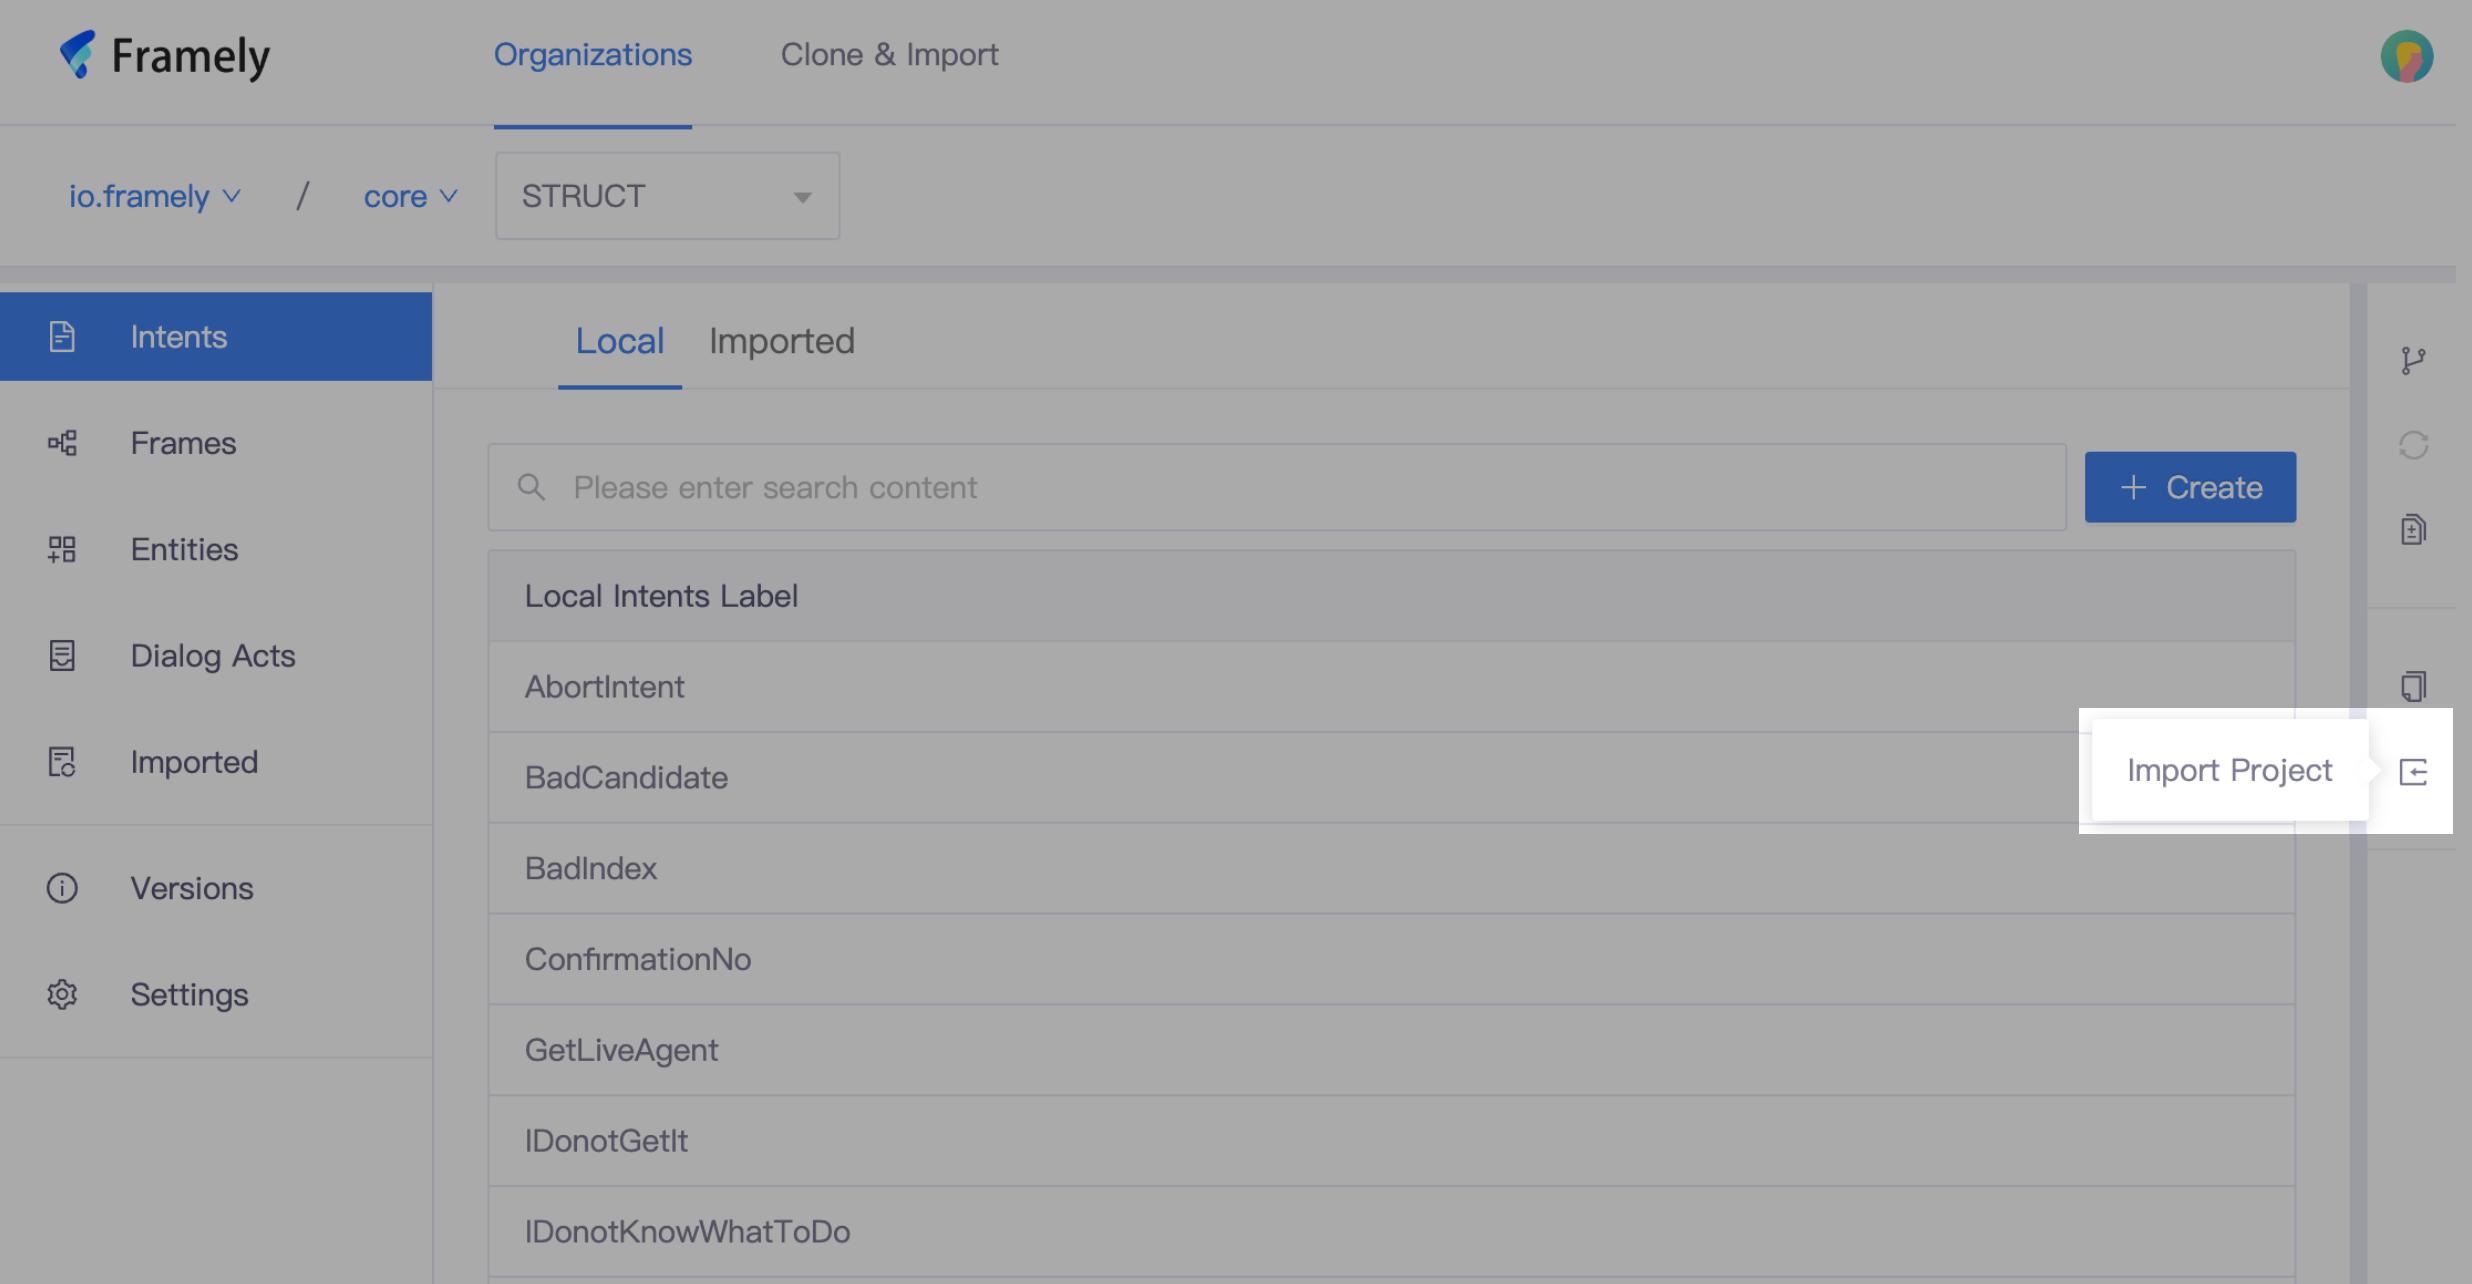 Framely
Organizations
Clone & Import
io.framely / core
STRUCT
Intents
Frames
Entities
Dialog Acts
Imported
Versions
Settings
Local
Imported
Please enter search content
+ Create
Local Intents Label
AbortIntent
BadCandidate
BadIndex
ConfirmationNo
GetLiveAgent
IDonotGetIt
IDonotKnowWhatToDo
Import Project